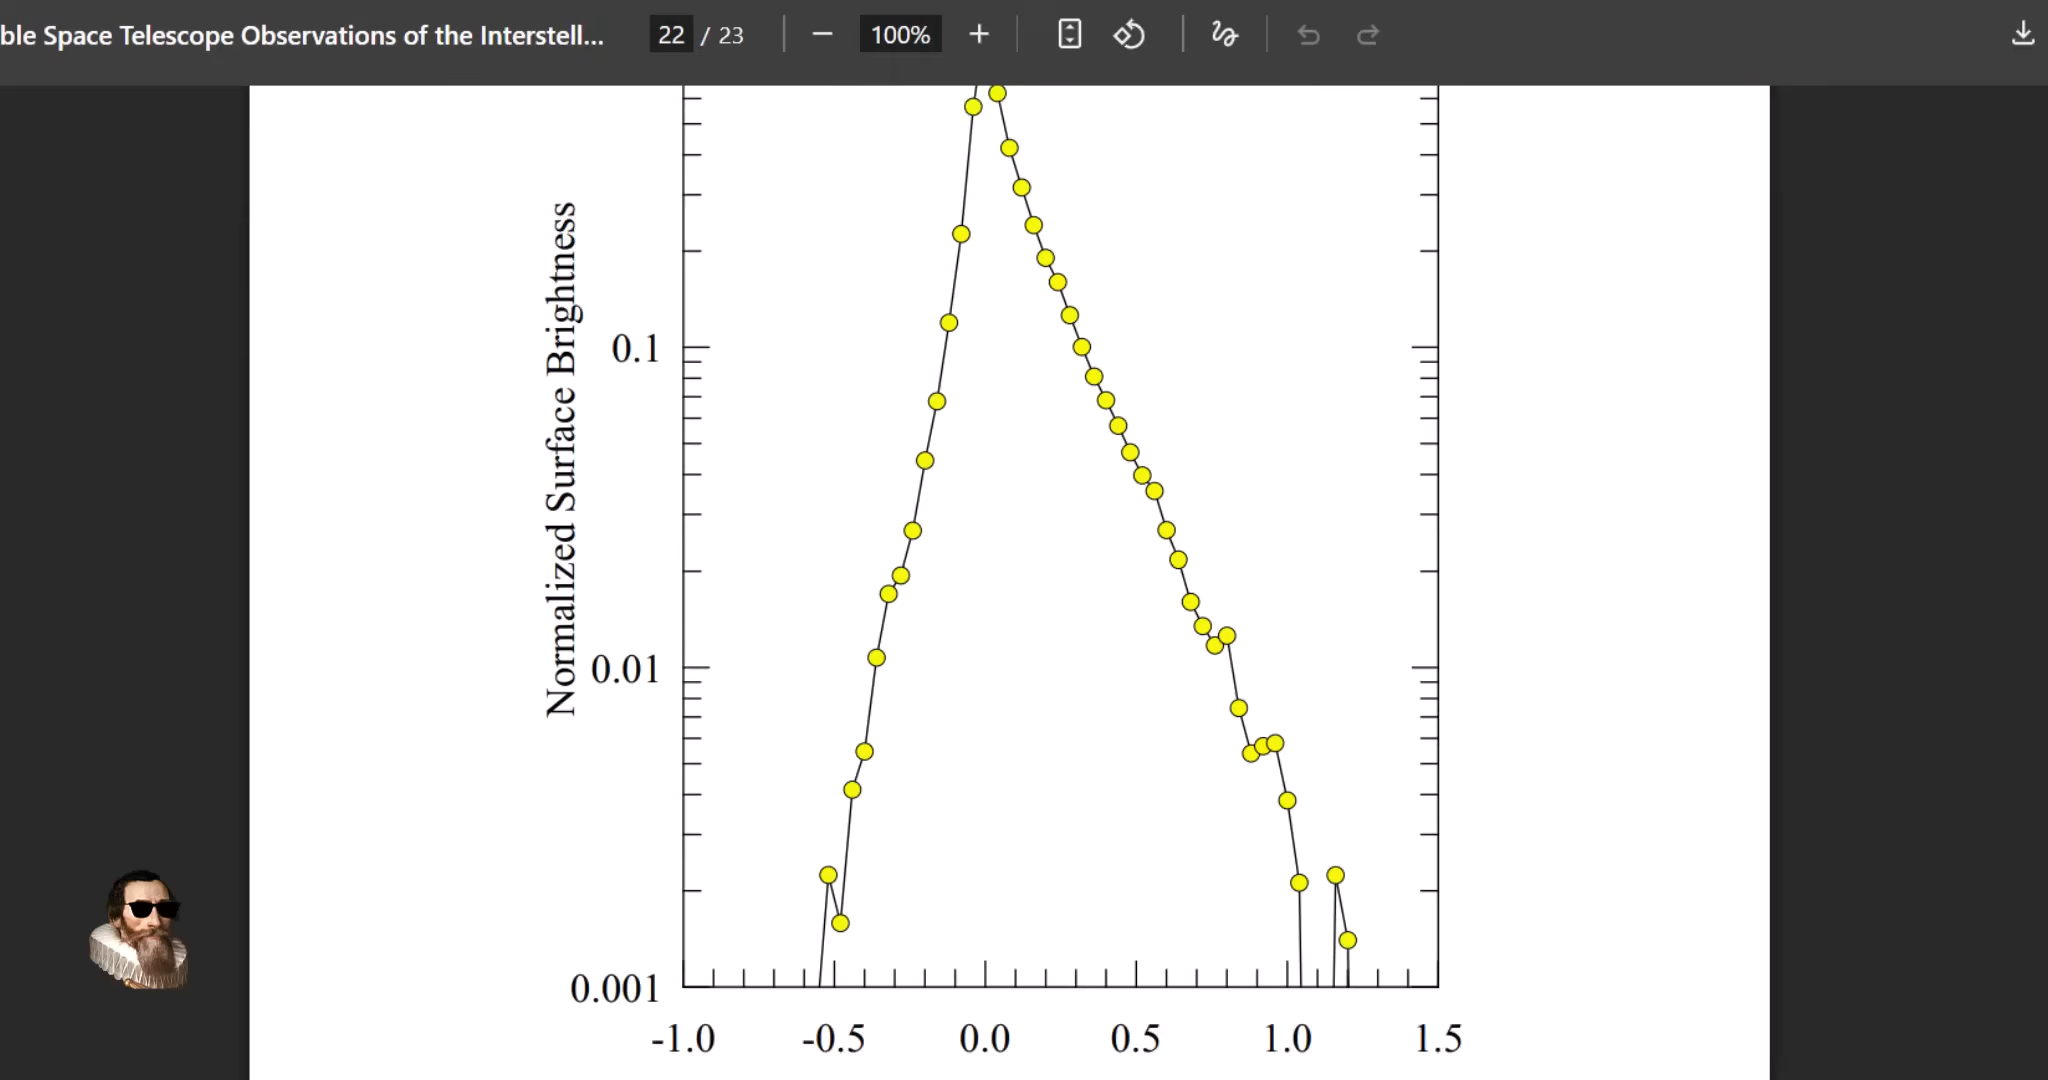 ble Space Telescope Observations of the Interstell... 22 / 23 100%
Normalized Surface Brightness
0.1
0.01
0.001
-1.0 -0.5 0.0 0.5 1.0 1.5